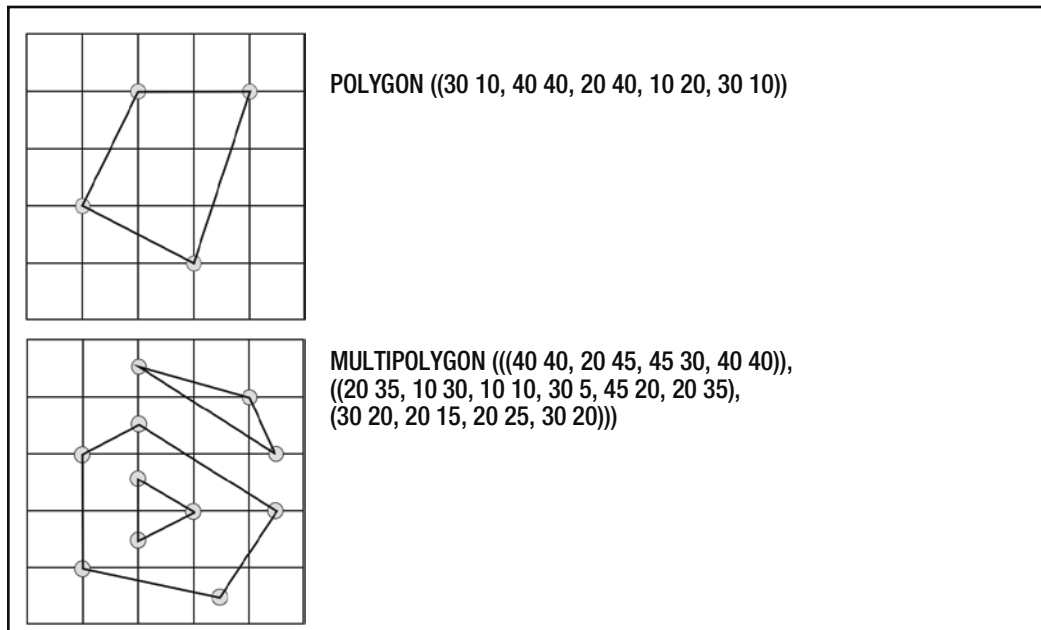 POLYGON ((30 10, 40 40, 20 40, 10 20, 30 10))
MULTIPOLYGON (((40 40, 20 45, 45 30, 40 40)),
((20 35, 10 30, 10 10, 30 5, 45 20, 20 35),
(30 20, 20 15, 20 25, 30 20)))